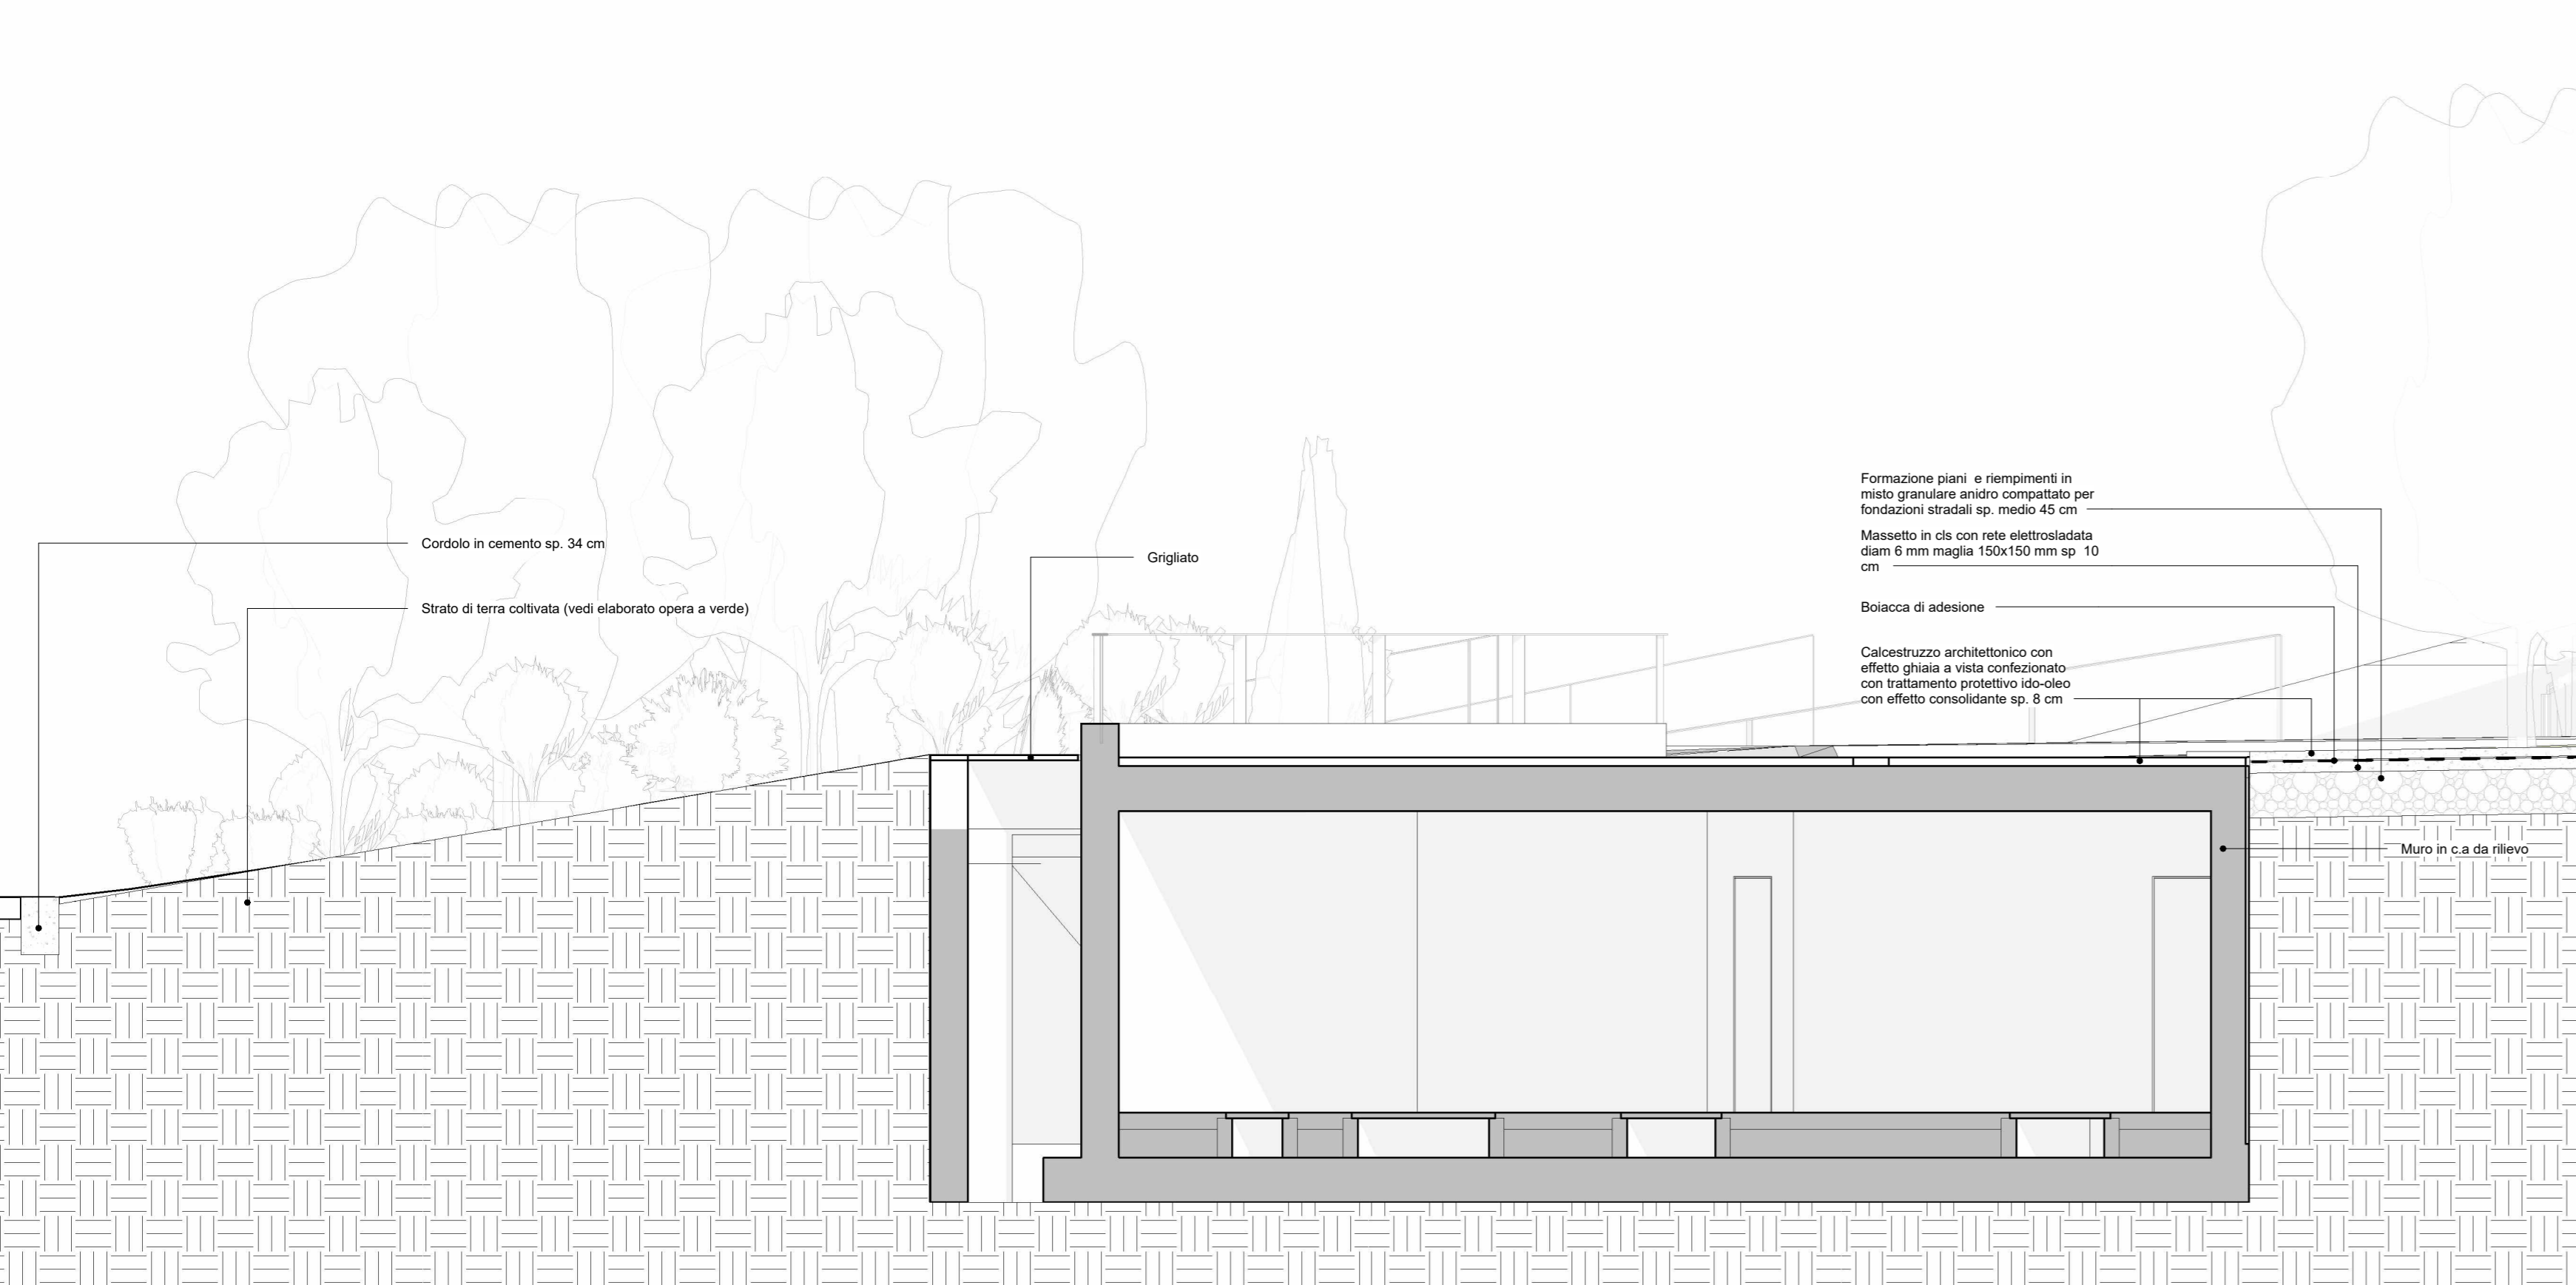 Cordolo in cemento sp. 34 cm
Strato di terra coltivata (vedi elaborato opera a verde)
Grigliato
Formazione piani e riempimenti in
misto granulare anidro compattato per
fondazioni stradali sp. medio 45 cm
Massetto in cls con rete elettrosladata
diam 6 mm maglia 150x150 mm sp 10
cm
Boiacca di adesione
Calcestruzzo architettonico con
effetto ghiaia a vista confezionato
con trattamento protettivo ido-oleo
con effetto consolidante sp. 8 cm
Muro in c.a da rilievo